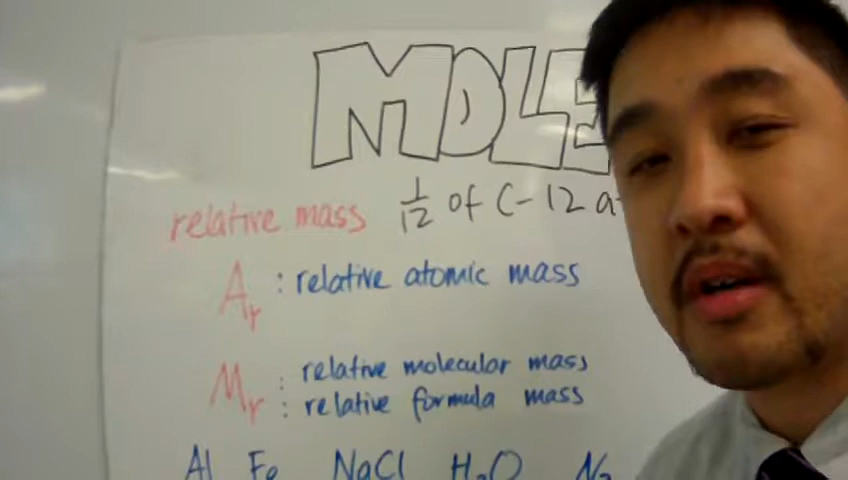 MOLE
relative mass 1/12 of C-12
Ar : relative atomic mass
Mr : relative molecular mass
: relative formula mass
Al Fe NaCl H2O N2